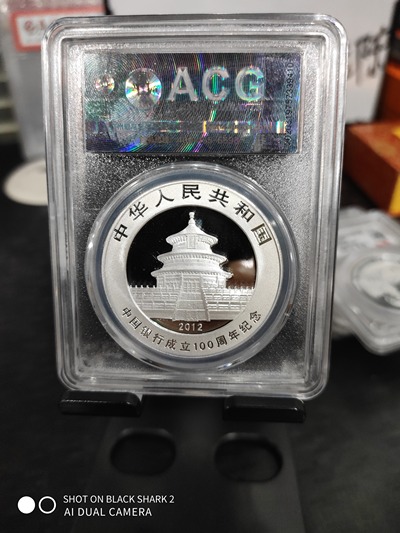 ACG
中华人民共和国
2012
中国银行成立100周年纪念
SHOT ON BLACK SHARK 2
AI DUAL CAMERA